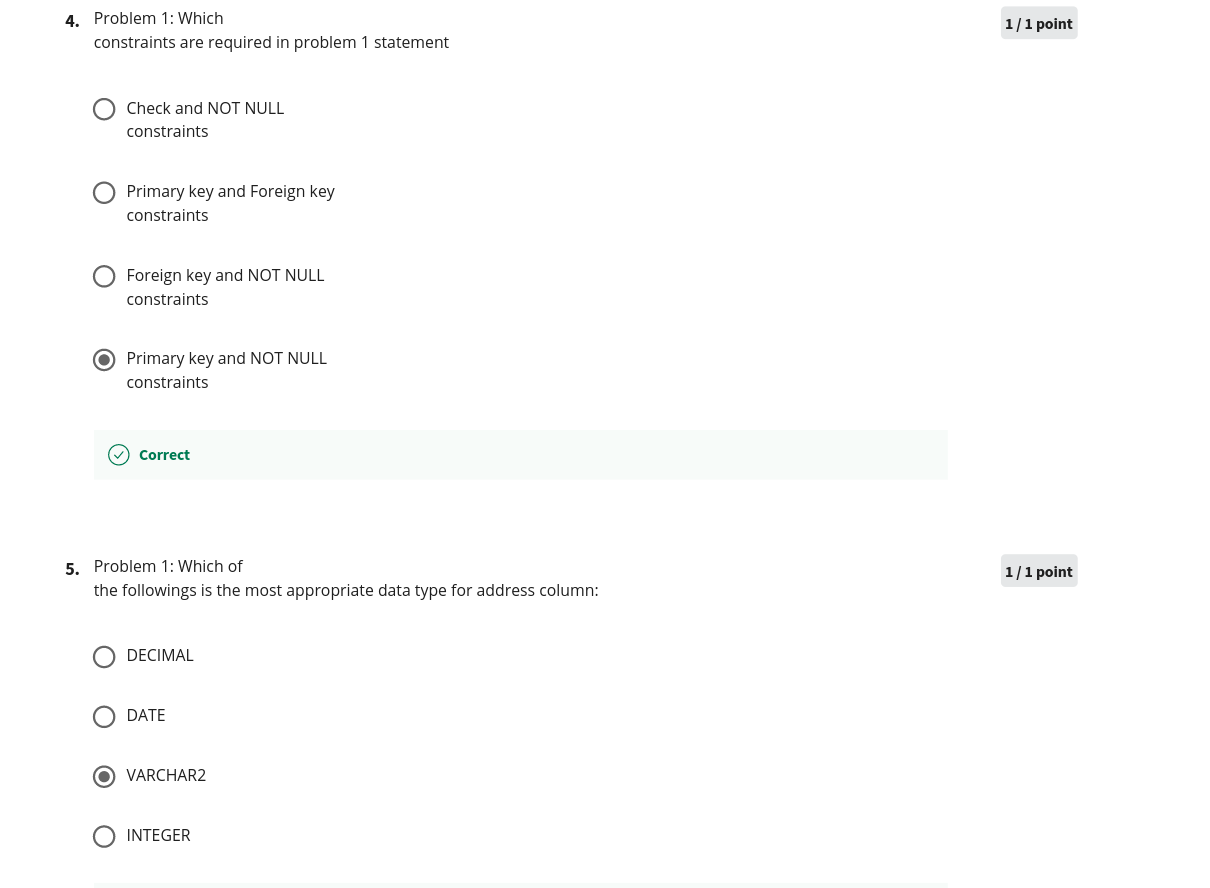 4. Problem 1: Which 1 / 1 point
constraints are required in problem 1 statement
Check and NOT NULL
constraints
Primary key and Foreign key
constraints
Foreign key and NOT NULL
constraints
Primary key and NOT NULL
constraints
Correct
5. Problem 1: Which of 1 / 1 point
the followings is the most appropriate data type for address column:
DECIMAL
DATE
VARCHAR2
INTEGER